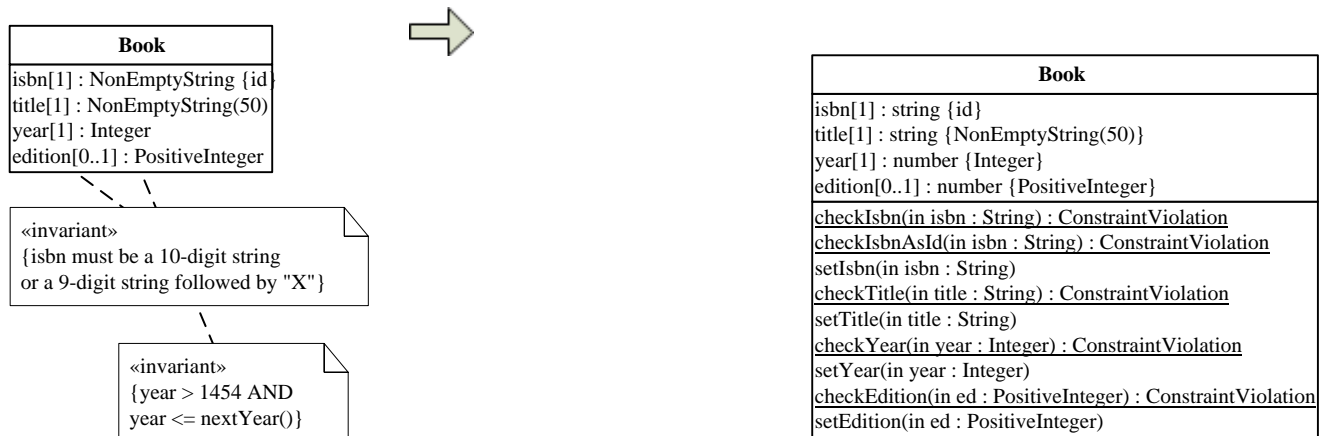 Book
isbn[1] : NonEmptyString {id}
title[1] : NonEmptyString(50)
year[1] : Integer
edition[0..1] : PositiveInteger
«invariant»
{isbn must be a 10-digit string
or a 9-digit string followed by "X"}
«invariant»
{year > 1454 AND
year <= nextYear()}
Book
isbn[1] : string {id}
title[1] : string {NonEmptyString(50)}
year[1] : number {Integer}
edition[0..1] : number {PositiveInteger}
checkIsbn(in isbn : String) : ConstraintViolation
checkIsbnAsId(in isbn : String) : ConstraintViolation
setIsbn(in isbn : String)
checkTitle(in title : String) : ConstraintViolation
setTitle(in title : String)
checkYear(in year : Integer) : ConstraintViolation
setYear(in year : Integer)
checkEdition(in ed : PositiveInteger) : ConstraintViolation
setEdition(in ed : PositiveInteger)